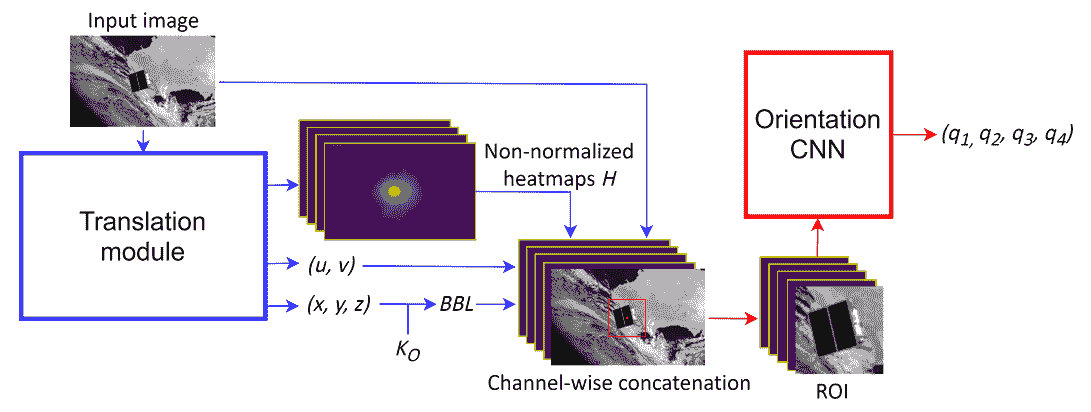 Input image
Translation
module
Non-normalized
heatmaps H
(u, v)
(x, y, z)
BBL
K_O
Channel-wise concatenation
ROI
Orientation
CNN
(q_1, q_2, q_3, q_4)